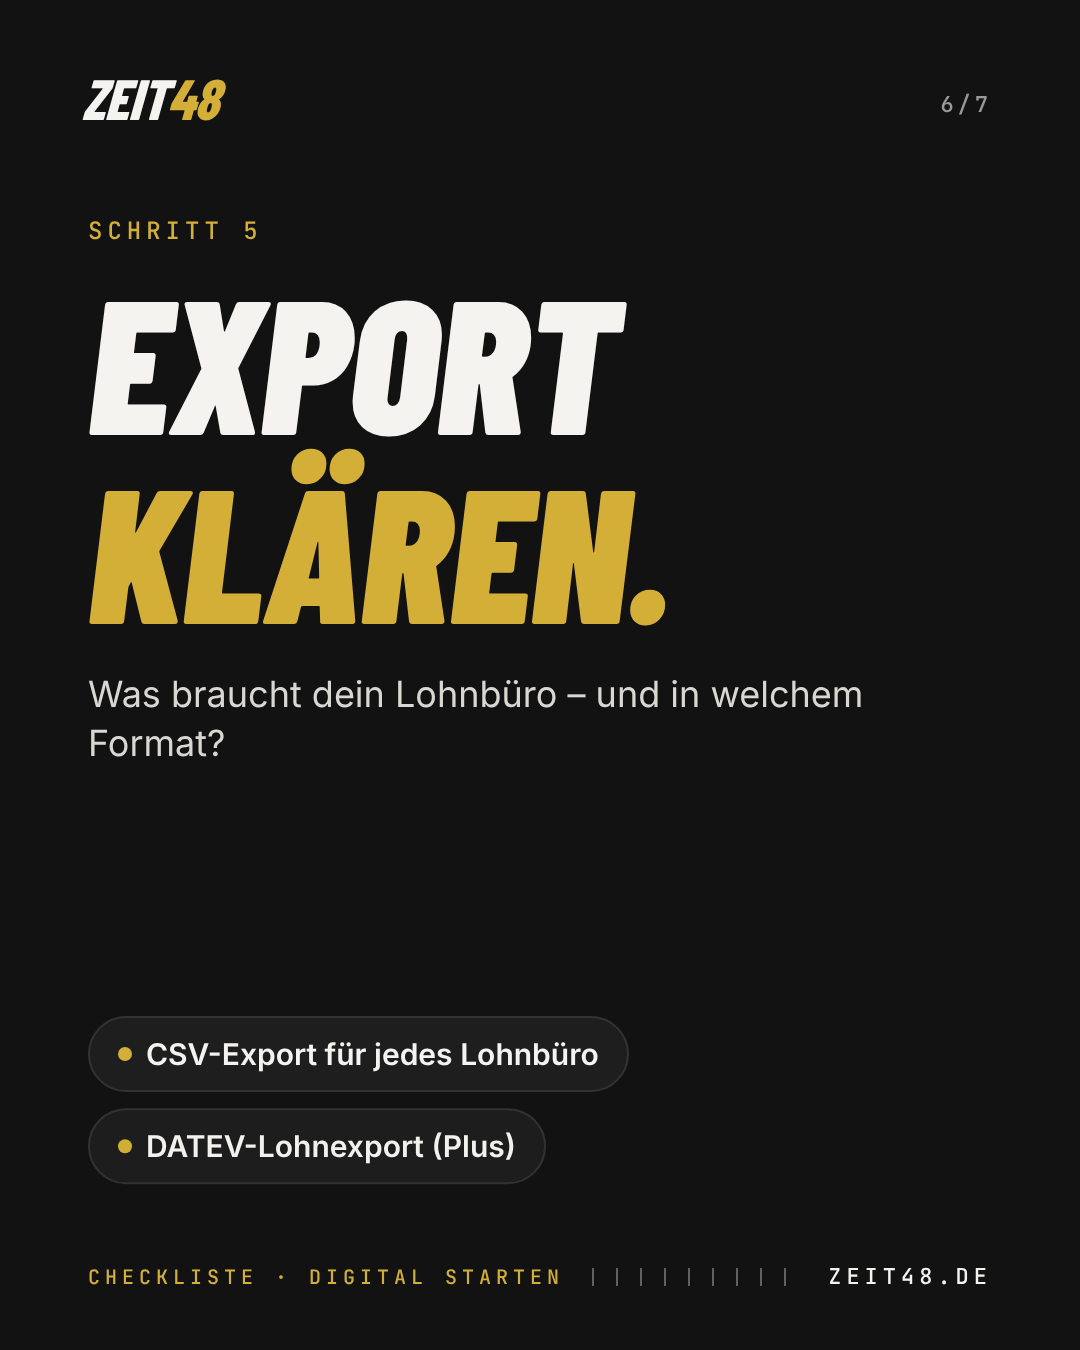 ZEIT48
6/7
SCHRITT 5
EXPORT
KLÄREN.
Was braucht dein Lohnbüro – und in welchem
Format?
CSV-Export für jedes Lohnbüro
DATEV-Lohnexport (Plus)
CHECKLISTE · DIGITAL STARTEN
ZEIT48.DE